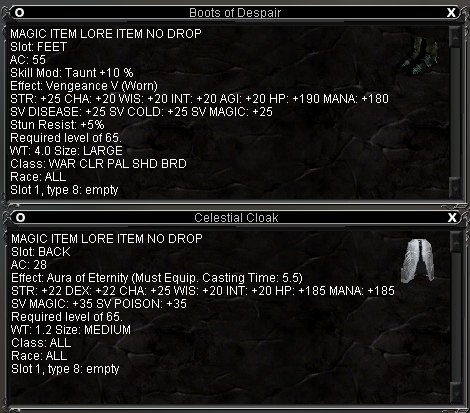 O Boots of Despair X
MAGIC ITEM LORE ITEM NO DROP
Slot: FEET
AC: 55
Skill Mod: Taunt +10 %
Effect: Vengeance V (Worn)
STR: +25 CHA: +20 WIS: +20 INT: +20 AGI: +20 HP: +190 MANA: +180
SV DISEASE: +25 SV COLD: +25 SV MAGIC: +25
Stun Resist: +5%
Required level of 65.
WT: 4.0 Size: LARGE
Class: WAR CLR PAL SHD BRD
Race: ALL
Slot 1, type 8: empty
O Celestial Cloak X
MAGIC ITEM LORE ITEM NO DROP
Slot: BACK
AC: 28
Effect: Aura of Eternity (Must Equip. Casting Time: 5.5)
STR: +22 DEX: +22 CHA: +25 WIS: +20 INT: +20 HP: +185 MANA: +185
SV MAGIC: +35 SV POISON: +35
Required level of 65.
WT: 1.2 Size: MEDIUM
Class: ALL
Race: ALL
Slot 1, type 8: empty